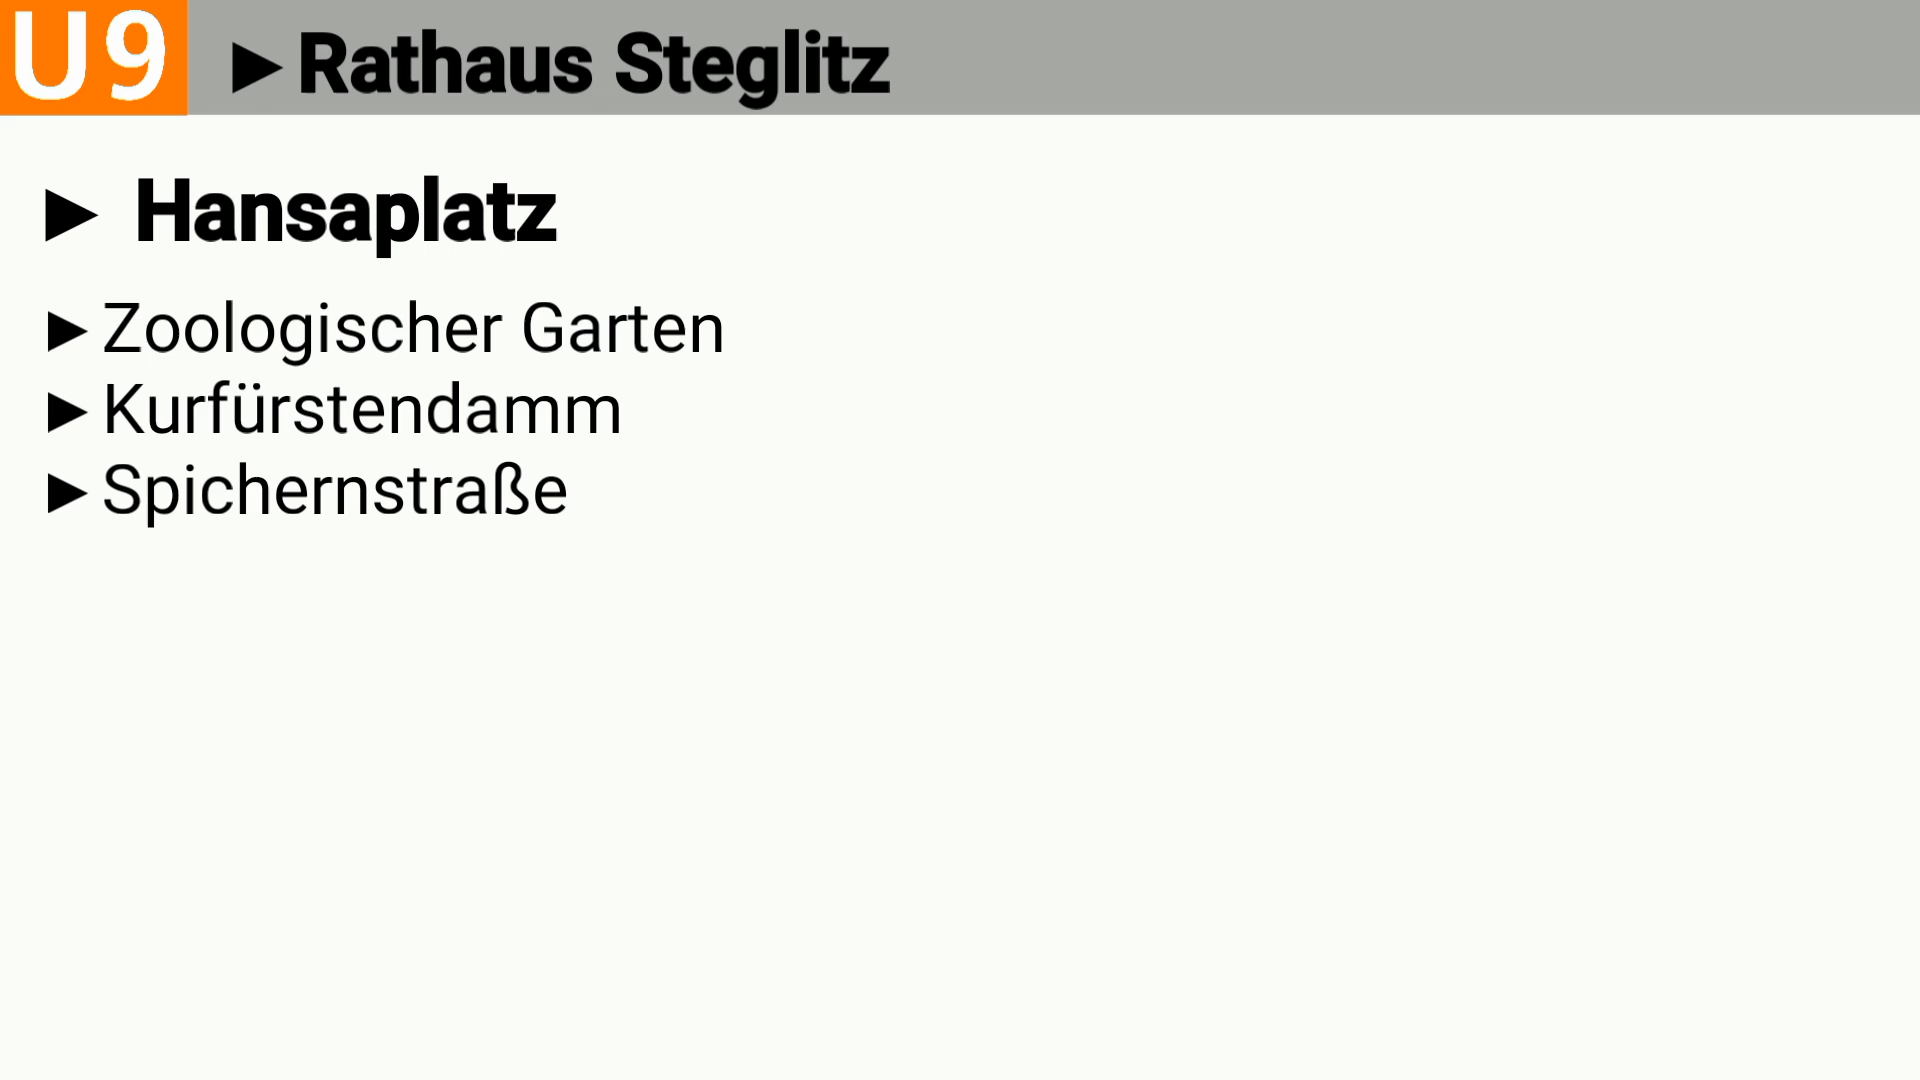 U9 ►Rathaus Steglitz
► Hansaplatz
►Zoologischer Garten
►Kurfürstendamm
►Spichernstraße